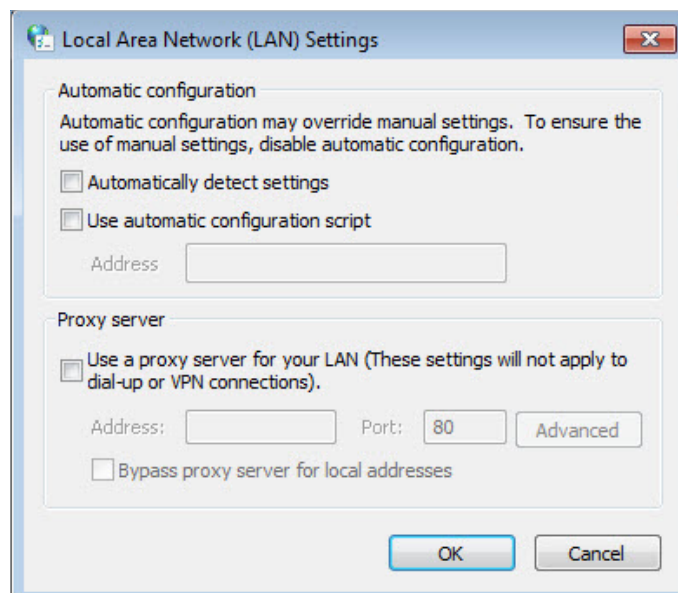 Local Area Network (LAN) Settings
Automatic configuration
Automatic configuration may override manual settings. To ensure the
use of manual settings, disable automatic configuration.
Automatically detect settings
Use automatic configuration script
Address
Proxy server
Use a proxy server for your LAN (These settings will not apply to
dial-up or VPN connections).
Address: Port: 80 Advanced
Bypass proxy server for local addresses
OK Cancel